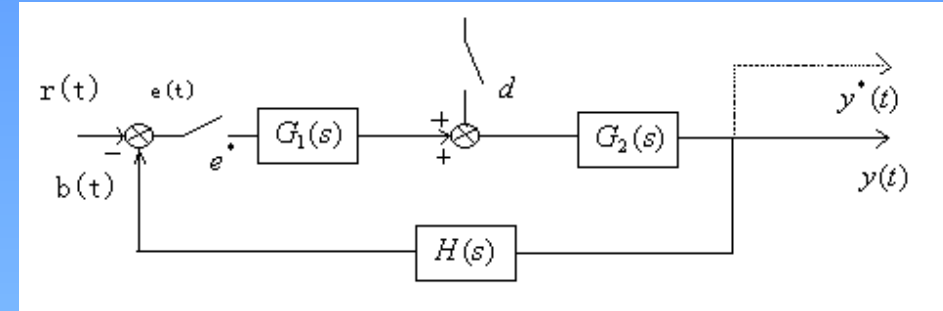 r(t)
e(t)
d
y*(t)
−
e*
G₁(s)
+
+
G₂(s)
b(t)
y(t)
H(s)